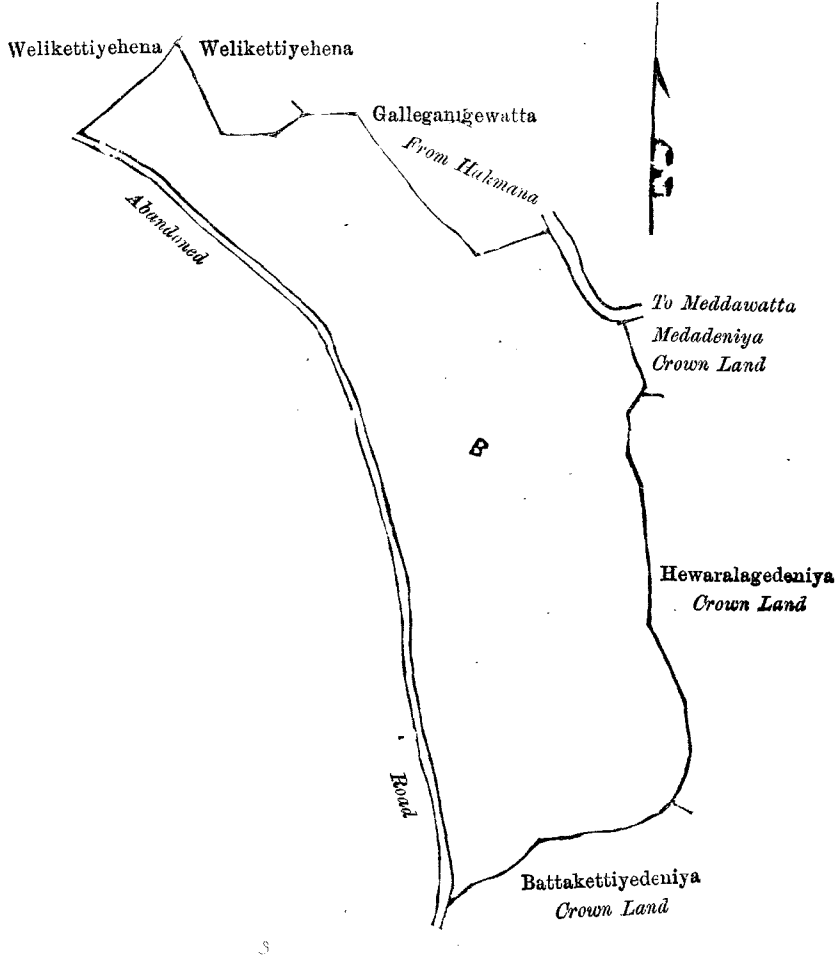 Welikettiyehena Welikettiyehena
Galleganigewatta
From Hakmana
Abandoned
To Meddawatta
Medadeniya
Crown Land
B
Hewaralagedeniya
Crown Land
Road
Battakettiyedeniya
Crown Land